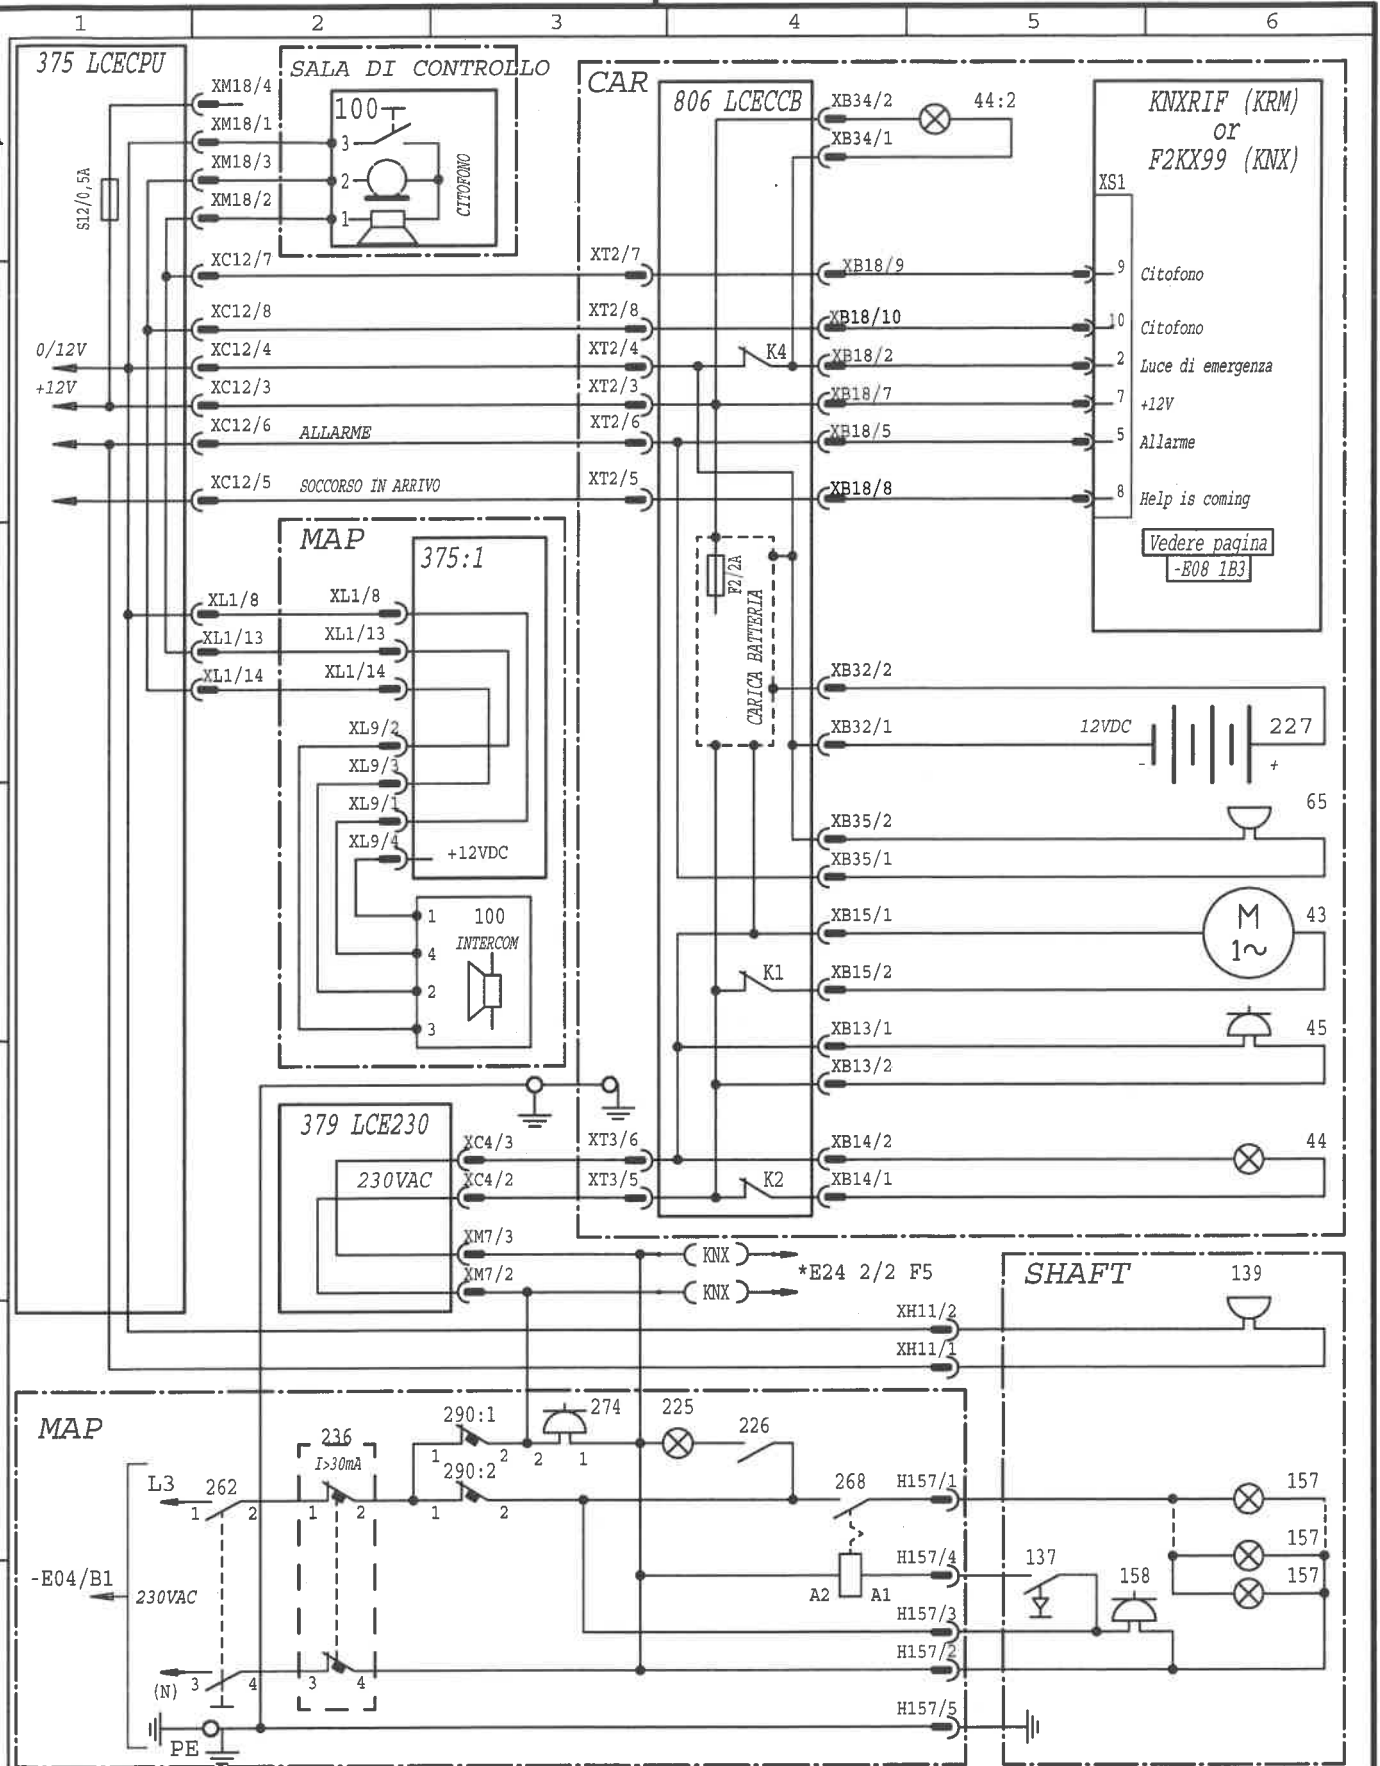 1 2 3 4 5 6
375 LCECPU
SALA DI CONTROLLO
100
3
2
1
CITOFONO
S12/0,5A
XM18/4
XM18/1
XM18/3
XM18/2
XC12/7
XC12/8
XC12/4
XC12/3
XC12/6
XC12/5
0/12V
+12V
ALLARME
SOCCORSO IN ARRIVO
CAR
806 LCECCB
XT2/7
XT2/8
XT2/4
XT2/3
XT2/6
XT2/5
K4
XB34/2
XB34/1
44:2
XB18/9
XB18/10
XB18/2
XB18/7
XB18/5
XB18/8
KNXRIF (KRM)
or
F2KX99 (KNX)
XS1
9 Citofono
10 Citofono
2 Luce di emergenza
7 +12V
5 Allarme
8 Help is coming
Vedere pagina
-E08 1B3
MAP
375:1
XL1/8 XL1/8
XL1/13 XL1/13
XL1/14 XL1/14
XL9/2
XL9/3
XL9/1
XL9/4
+12VDC
1
4
2
3
100
INTERCOM
F2/2A
CARICA BATTERIA
XB32/2
XB32/1
12VDC
-
+
227
XB35/2
65
XB35/1
XB15/1
M
1~
43
K1
XB15/2
XB13/1
45
XB13/2
379 LCE230
230VAC
XC4/3
XC4/2
XM7/3
XM7/2
XT3/6
XT3/5
K2
XB14/2
44
XB14/1
KNX
KNX
*E24 2/2 F5
SHAFT
139
XH11/2
XH11/1
MAP
L3
262
1 2
236
I>30mA
1 2
290:1
1 2
290:2
1 2
274
2 1
225
226
268
H157/1
157
157
157
H157/4
A2 A1
137
158
H157/3
H157/2
H157/5
-E04/B1
230VAC
(N)
3 4
3 4
PE